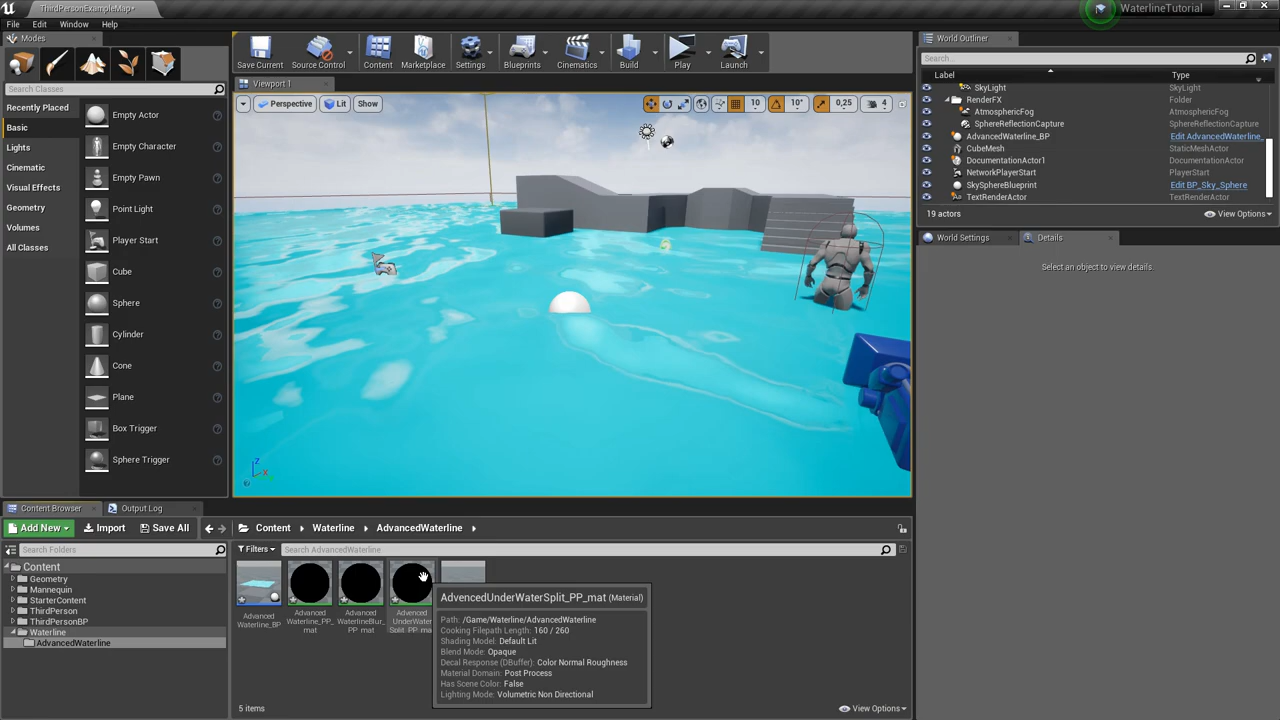 ThirdPersonExampleMap*
WaterlineTutorial
File Edit Window Help
Modes
Search Classes
Recently Placed
Basic
Lights
Cinematic
Visual Effects
Geometry
Volumes
All Classes
Empty Actor
Empty Character
Empty Pawn
Point Light
Player Start
Cube
Sphere
Cylinder
Cone
Plane
Box Trigger
Sphere Trigger
Save Current Source Control Content Marketplace Settings Blueprints Cinematics Build Play Launch
Viewport 1
Perspective Lit Show 10 10° 0,25 4
World Outliner
Search...
Label Type
SkyLight SkyLight
RenderFX Folder
AtmosphericFog AtmosphericFog
SphereReflectionCapture SphereReflectionCapture
AdvancedWaterline_BP Edit AdvancedWaterline_
CubeMesh StaticMeshActor
DocumentationActor1 DocumentationActor
NetworkPlayerStart PlayerStart
SkySphereBlueprint Edit BP_Sky_Sphere
TextRenderActor TextRenderActor
19 actors View Options
World Settings Details
Select an object to view details.
Content Browser Output Log
Add New Import Save All Content Waterline AdvancedWaterline
Search Folders
Content
Geometry
Mannequin
StarterContent
ThirdPerson
ThirdPersonBP
Waterline
AdvancedWaterline
Filters Search AdvancedWaterline
Advanced
Waterline_BP
Advanced
Waterline_PP_
mat
Advanced
WaterlineBlur_
PP_mat
Advenced
UnderWater
Split_PP_mat
AdvencedUnderWaterSplit_PP_mat (Material)
Path: /Game/Waterline/AdvancedWaterline
Cooking Filepath Length: 160 / 260
Shading Model: Default Lit
Blend Mode: Opaque
Decal Response (DBuffer): Color Normal Roughness
Material Domain: Post Process
Has Scene Color: False
Lighting Mode: Volumetric Non Directional
5 items View Options